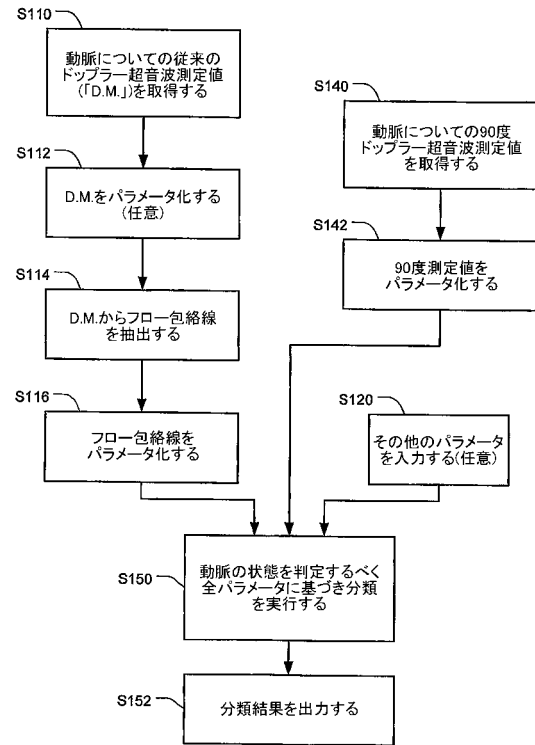 S110
動脈についての従来の
ドップラー超音波測定値
(「D.M.」)を取得する
S112
D.M.をパラメータ化する
(任意)
S114
D.M.からフロー包絡線
を抽出する
S116
フロー包絡線を
パラメータ化する
S140
動脈についての90度
ドップラー超音波測定値
を取得する
S142
90度測定値を
パラメータ化する
S120
その他のパラメータ
を入力する(任意)
S150
動脈の状態を判定するべく
全パラメータに基づき分類
を実行する
S152
分類結果を出力する